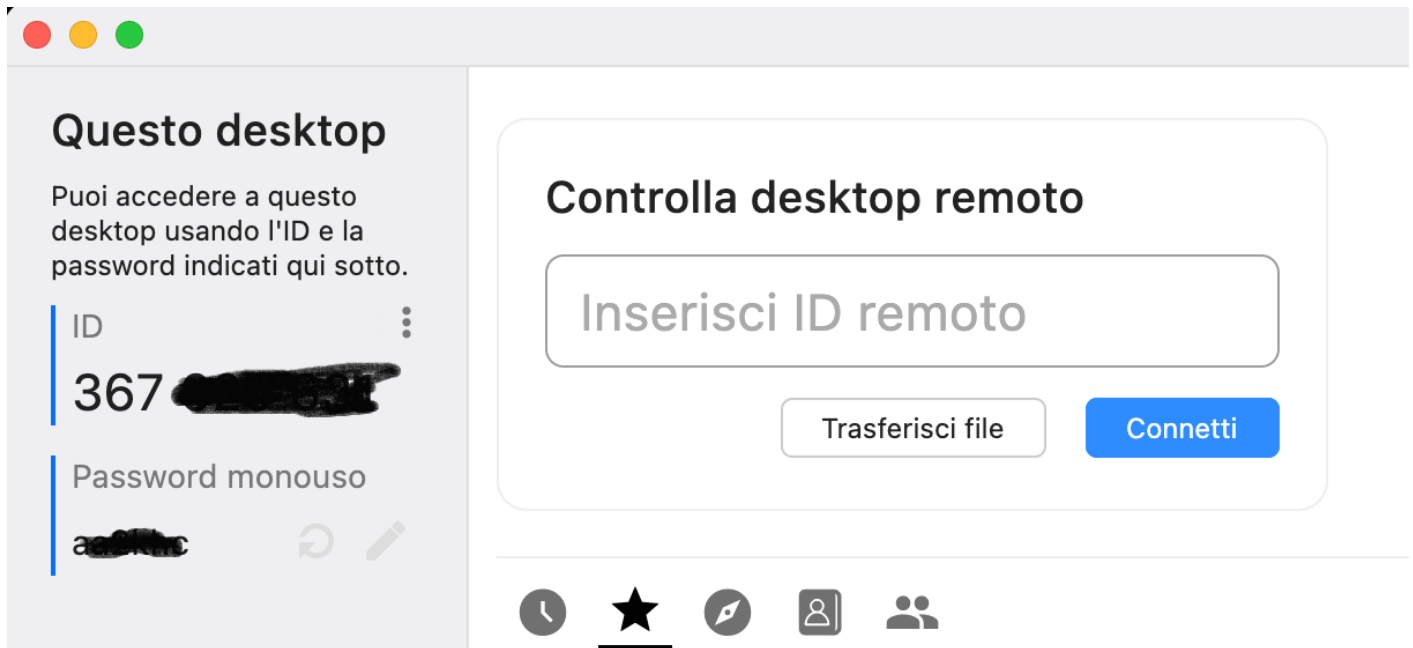 Questo desktop
Puoi accedere a questo
desktop usando l'ID e la
password indicati qui sotto.
ID
367
Password monouso
Controlla desktop remoto
Inserisci ID remoto
Trasferisci file
Connetti